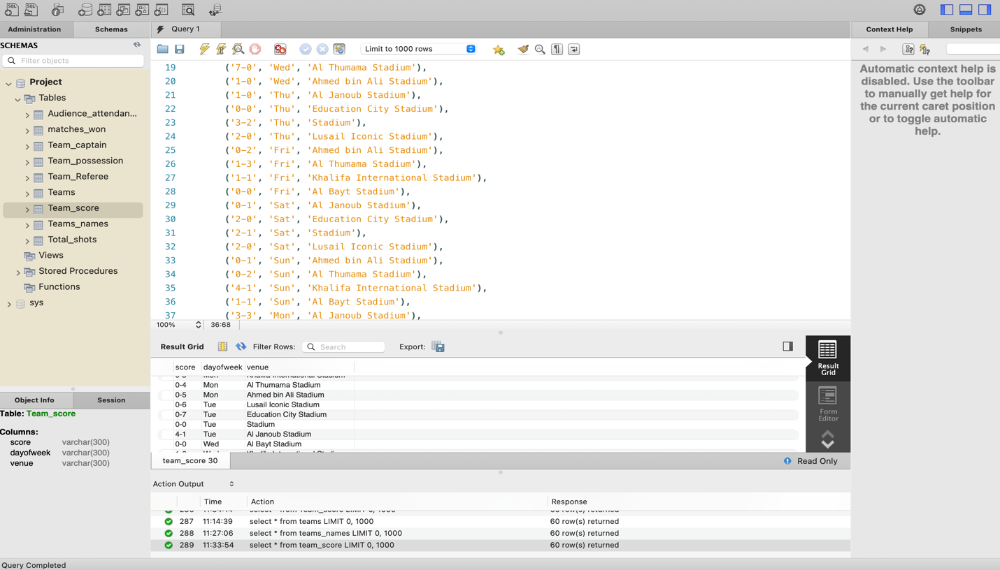 SQL SQL
Administration Schemas Query 1 Context Help Snippets
SCHEMAS
Filter objects
Project
Tables
Audience_attendan...
matches_won
Team_captain
Team_possession
Team_Referee
Teams
Team_score
Teams_names
Total_shots
Views
Stored Procedures
Functions
sys
Object Info Session
Table: Team_score
Columns:
score varchar(300)
dayofweek varchar(300)
venue varchar(300)
Limit to 1000 rows
19 ('7-0', 'Wed', 'Al Thumama Stadium'),
20 ('1-0', 'Wed', 'Ahmed bin Ali Stadium'),
21 ('1-0', 'Thu', 'Al Janoub Stadium'),
22 ('0-0', 'Thu', 'Education City Stadium'),
23 ('3-2', 'Thu', 'Stadium'),
24 ('2-0', 'Thu', 'Lusail Iconic Stadium'),
25 ('0-2', 'Fri', 'Ahmed bin Ali Stadium'),
26 ('1-3', 'Fri', 'Al Thumama Stadium'),
27 ('1-1', 'Fri', 'Khalifa International Stadium'),
28 ('0-0', 'Fri', 'Al Bayt Stadium'),
29 ('0-1', 'Sat', 'Al Janoub Stadium'),
30 ('2-0', 'Sat', 'Education City Stadium'),
31 ('2-1', 'Sat', 'Stadium'),
32 ('2-0', 'Sat', 'Lusail Iconic Stadium'),
33 ('0-1', 'Sun', 'Ahmed bin Ali Stadium'),
34 ('0-2', 'Sun', 'Al Thumama Stadium'),
35 ('4-1', 'Sun', 'Khalifa International Stadium'),
36 ('1-1', 'Sun', 'Al Bayt Stadium'),
37 ('3-3', 'Mon', 'Al Janoub Stadium'),
100% 36:68
Result Grid Filter Rows: Search Export:
score dayofweek venue
Mon Khalifa International Stadium
0-4 Mon Al Thumama Stadium
0-5 Mon Ahmed bin Ali Stadium
0-6 Tue Lusail Iconic Stadium
0-7 Tue Education City Stadium
0-0 Tue Stadium
4-1 Tue Al Janoub Stadium
0-0 Wed Al Bayt Stadium
Result
Grid
Form
Editor
team_score 30 Read Only
Action Output
Time Action Response
287 11:14:39 select * from teams LIMIT 0, 1000 60 row(s) returned
288 11:27:06 select * from teams_names LIMIT 0, 1000 60 row(s) returned
289 11:33:54 select * from team_score LIMIT 0, 1000 60 row(s) returned
Query Completed
Automatic context help is
disabled. Use the toolbar
to manually get help for
the current caret position
or to toggle automatic
help.